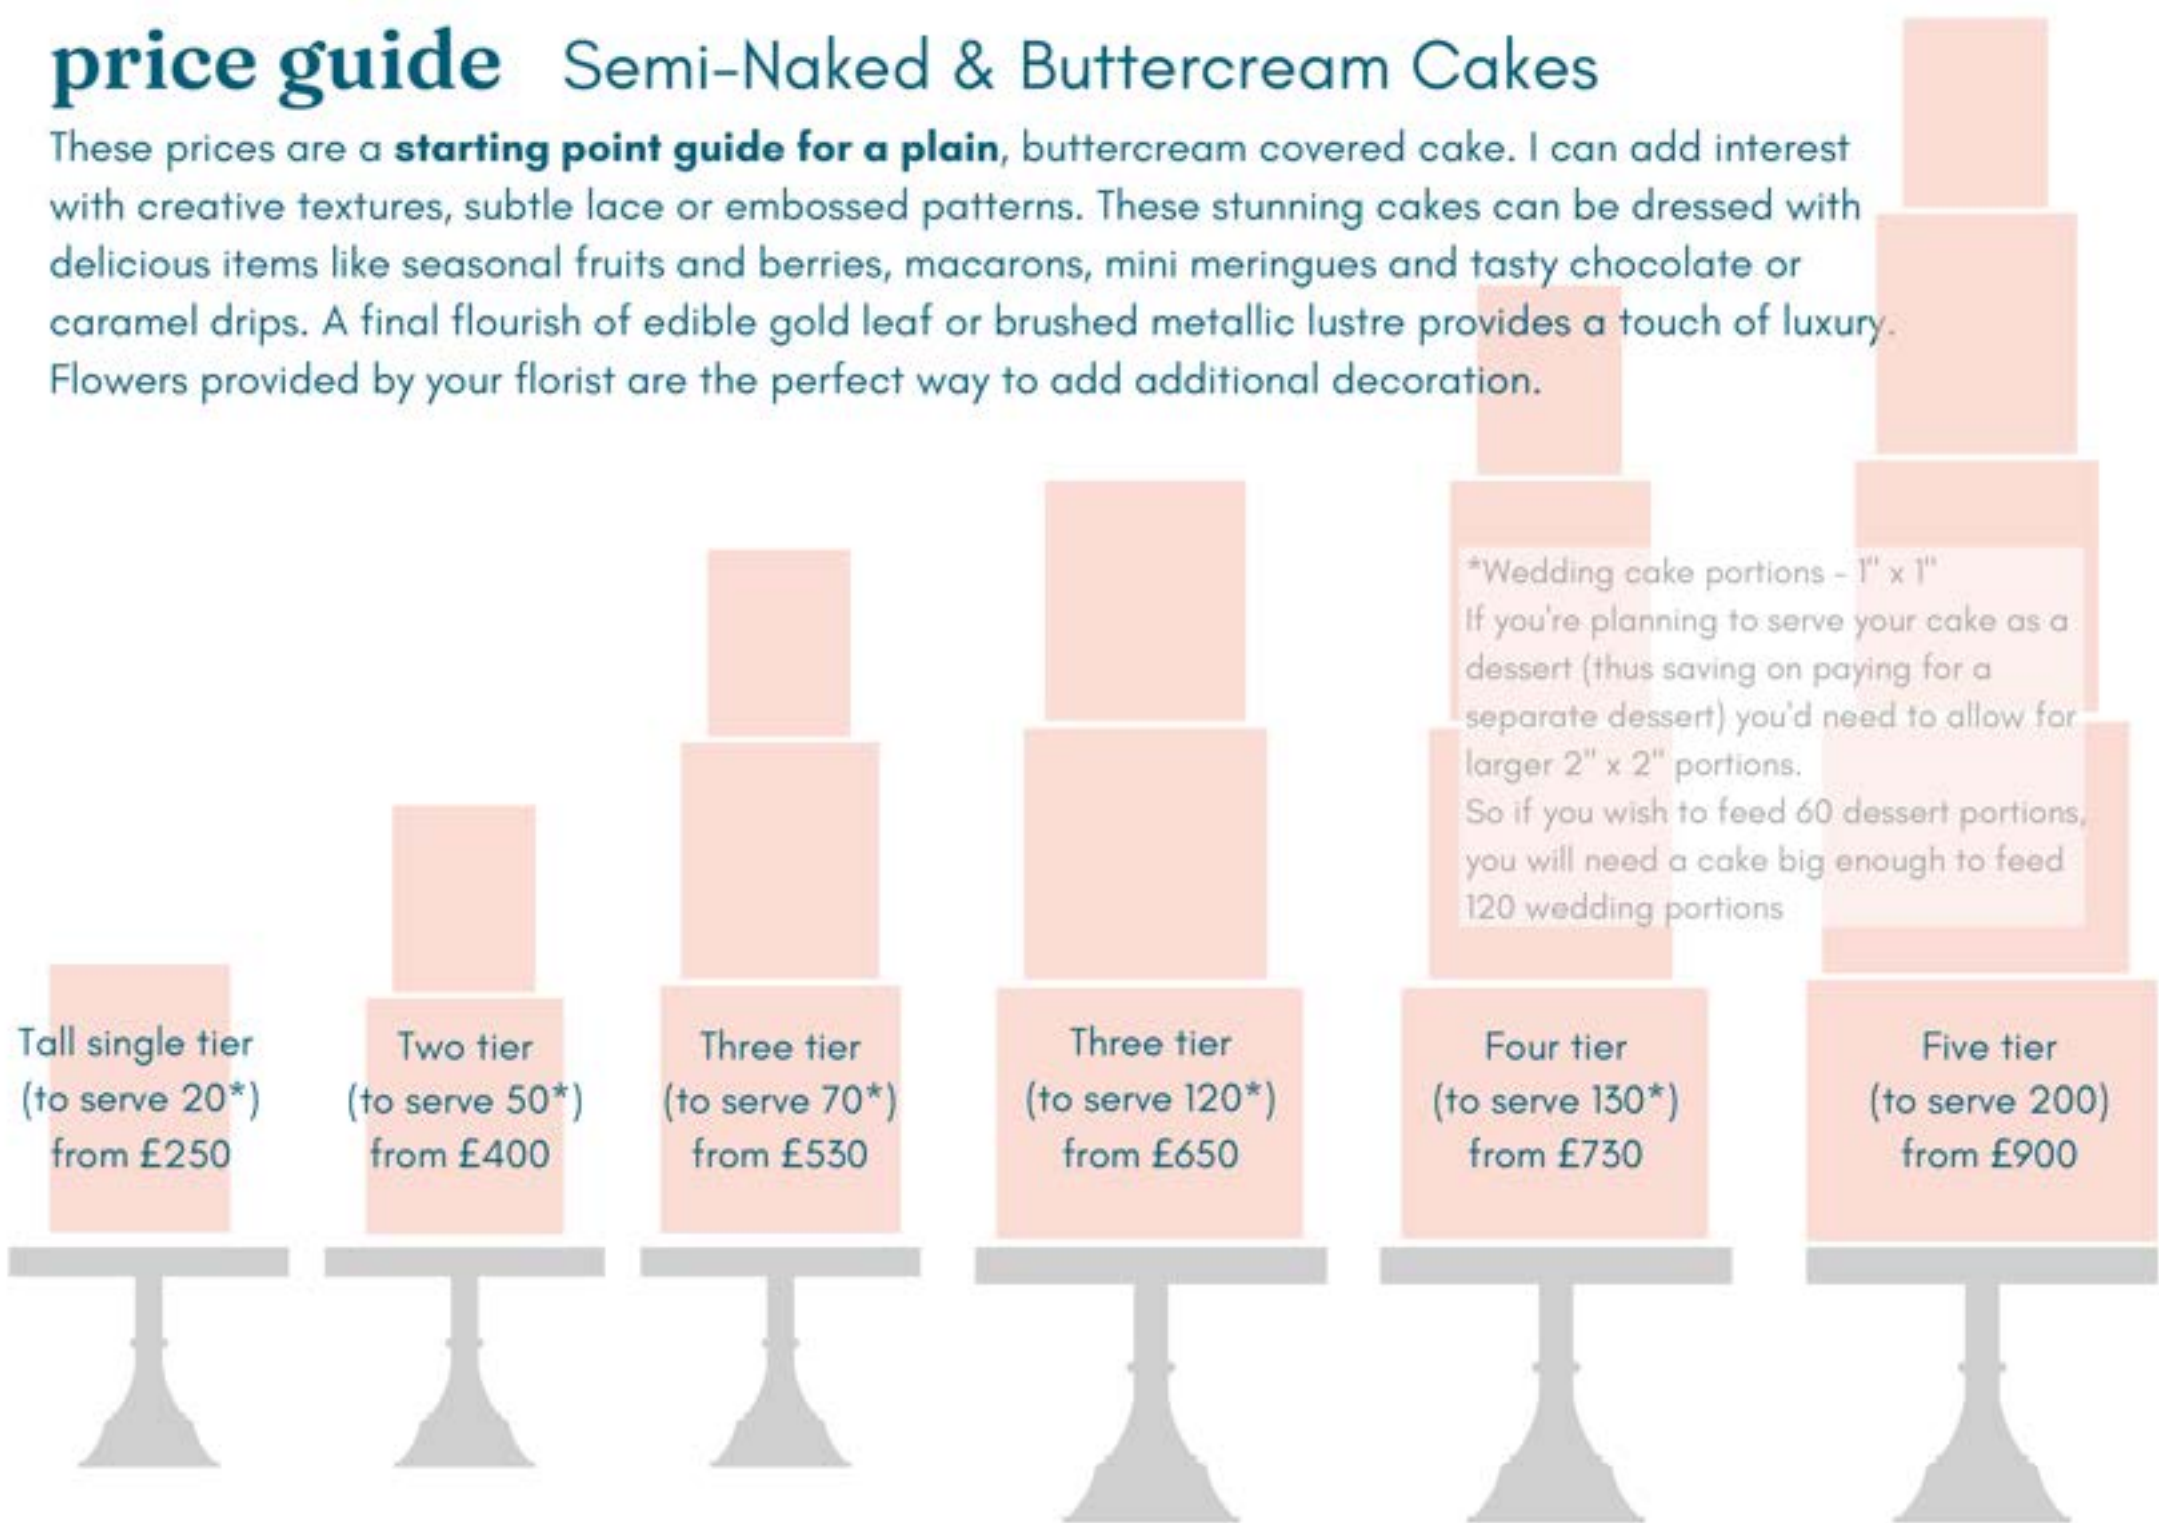 price guide Semi-Naked & Buttercream Cakes
These prices are a starting point guide for a plain, buttercream covered cake. I can add interest
with creative textures, subtle lace or embossed patterns. These stunning cakes can be dressed with
delicious items like seasonal fruits and berries, macarons, mini meringues and tasty chocolate or
caramel drips. A final flourish of edible gold leaf or brushed metallic lustre provides a touch of luxury.
Flowers provided by your florist are the perfect way to add additional decoration.
*Wedding cake portions - 1" x 1"
If you're planning to serve your cake as a
dessert (thus saving on paying for a
separate dessert) you'd need to allow for
larger 2" x 2" portions.
So if you wish to feed 60 dessert portions,
you will need a cake big enough to feed
120 wedding portions
Tall single tier
(to serve 20*)
from £250
Two tier
(to serve 50*)
from £400
Three tier
(to serve 70*)
from £530
Three tier
(to serve 120*)
from £650
Four tier
(to serve 130*)
from £730
Five tier
(to serve 200)
from £900